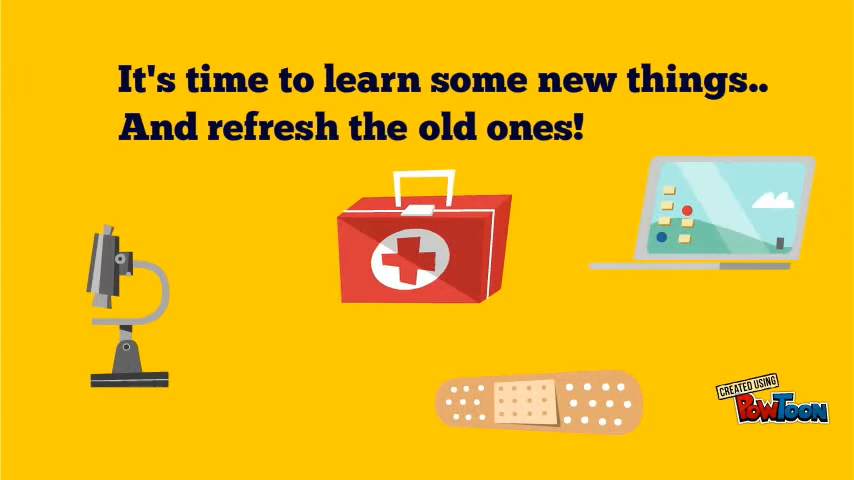 It's time to learn some new things..
And refresh the old ones!
CREATED USING
PowToon